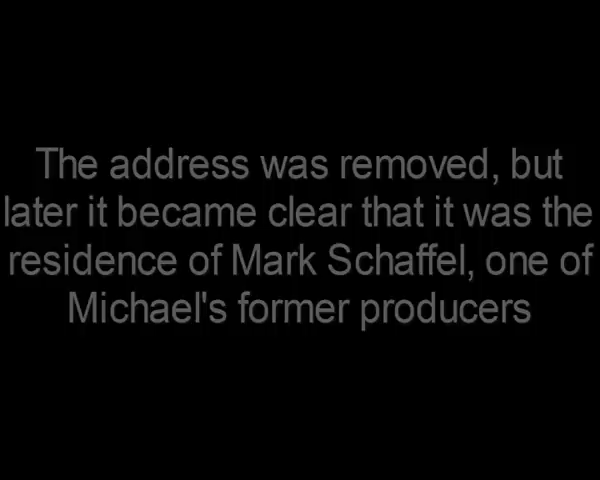 The address was removed, but
later it became clear that it was the
residence of Mark Schaffel, one of
Michael's former producers